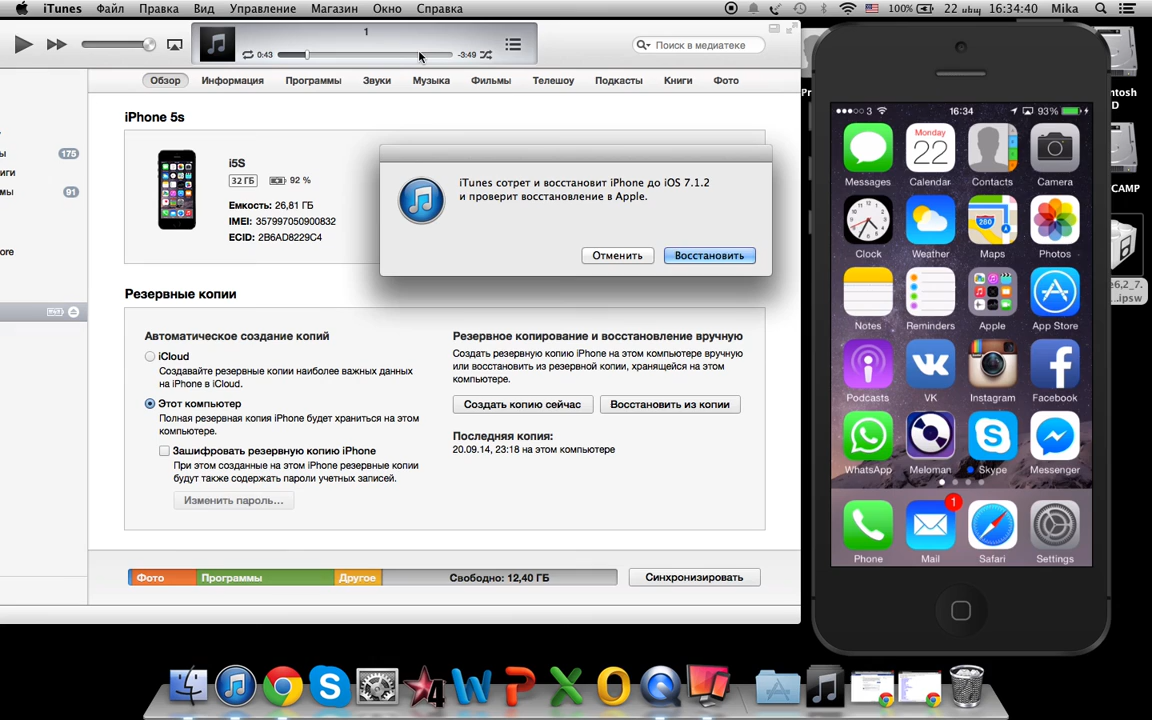 iTunes Файл Правка Вид Управление Магазин Окно Справка
100% 22 սեպ 16:34:40 Mika
1
0:43 -3:49
Поиск в медиатеке
Обзор Информация Программы Звуки Музыка Фильмы Телешоу Подкасты Книги Фото
175
91
iPhone 5s
i5S
32 ГБ 92 %
Емкость: 26,81 ГБ
IMEI: 357997050900832
ECID: 2B6AD8229C4
iTunes сотрет и восстановит iPhone до iOS 7.1.2
и проверит восстановление в Apple.
Отменить Восстановить
Резервные копии
Автоматическое создание копий
iCloud
Создавайте резервные копии наиболее важных данных
на iPhone в iCloud.
Этот компьютер
Полная резервная копия iPhone будет храниться на этом
компьютере.
Зашифровать резервную копию iPhone
При этом созданные на этом iPhone резервные копии
будут также содержать пароли учетных записей.
Изменить пароль...
Резервное копирование и восстановление вручную
Создать резервную копию iPhone на этом компьютере вручную
или восстановить из резервной копии, хранящейся на этом
компьютере.
Создать копию сейчас Восстановить из копии
Последняя копия:
20.09.14, 23:18 на этом компьютере
Фото Программы Другое Свободно: 12,40 ГБ
Синхронизировать
3 16:34 93%
Monday
22
Messages Calendar Contacts Camera
280
Clock Weather Maps Photos
Notes Reminders Apple App Store
Podcasts VK Instagram Facebook
WhatsApp Meloman Skype Messenger
1
Phone Mail Safari Settings